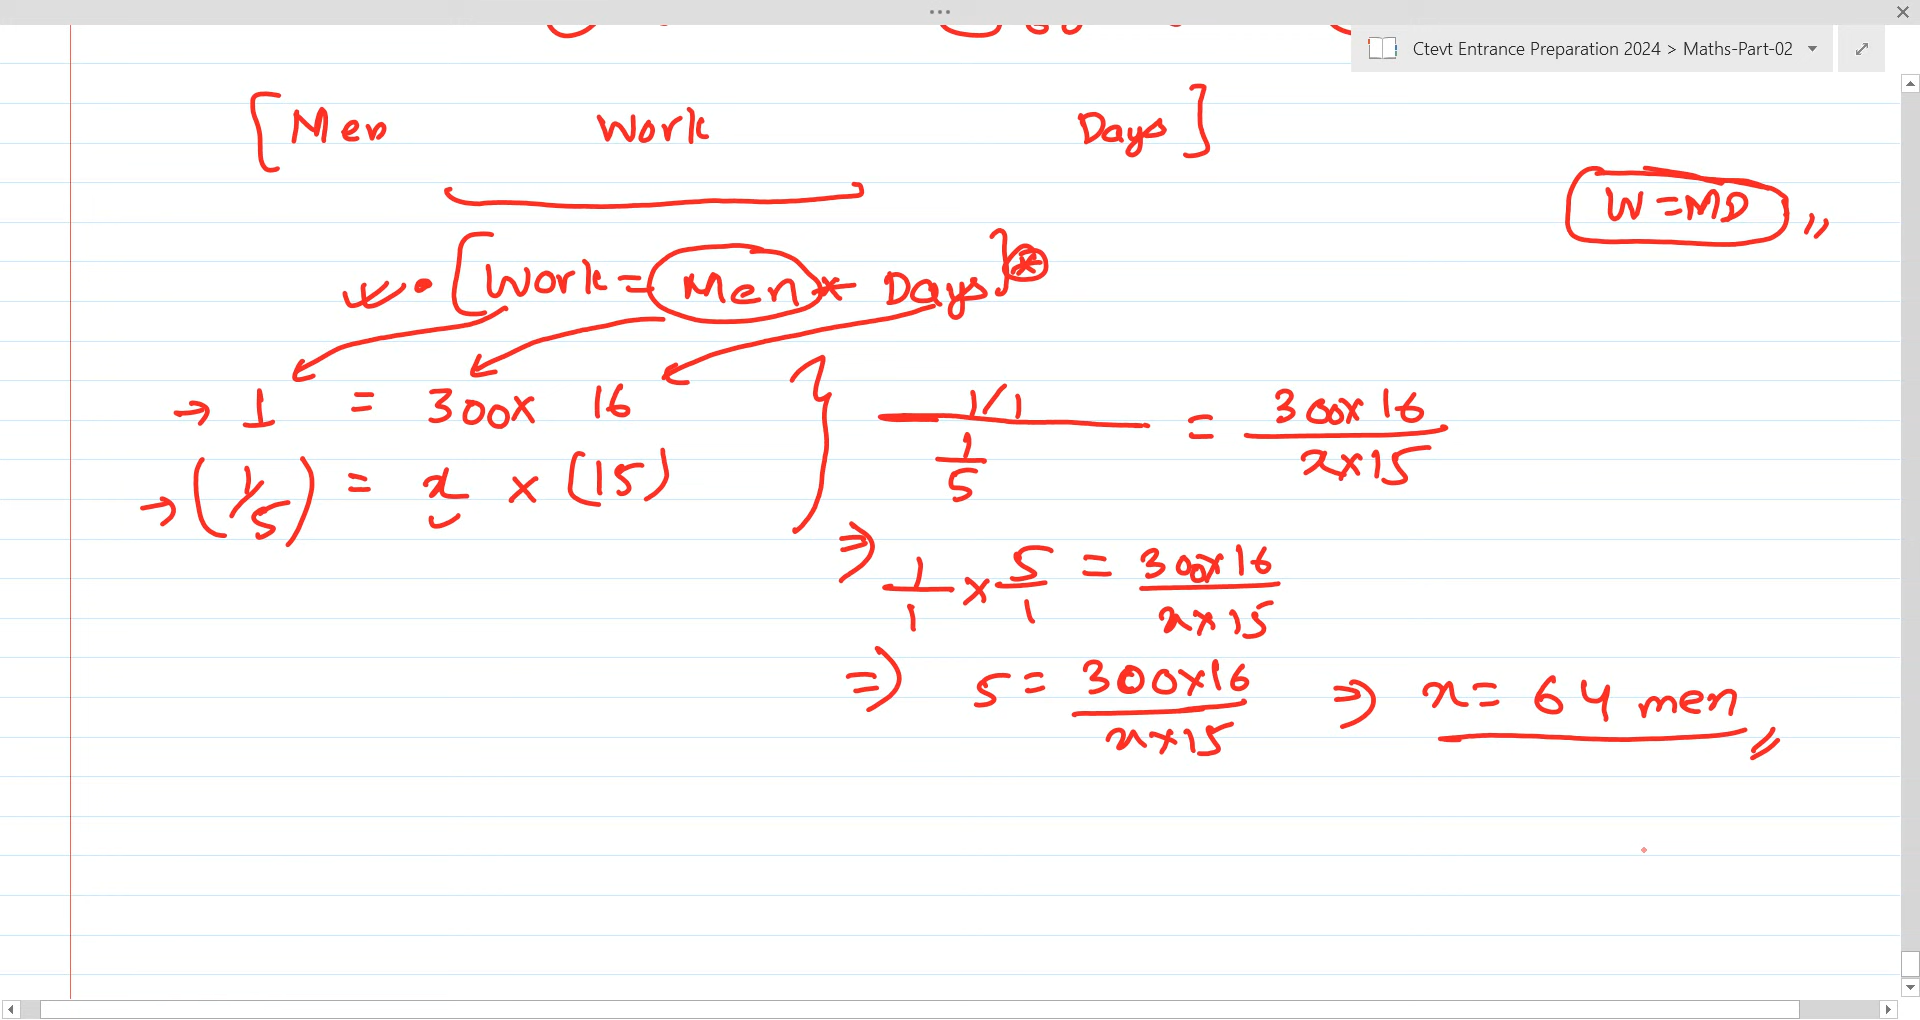 Ctevt Entrance Preparation 2024 > Maths-Part-02
[Men Work Days]
W = MD
[Work = Men * Days]*
→ 1 = 300 x 16
→ (1/5) = x × (15)
} 1/1 / 1/5 = 300 x 16 / x × 15
⇒ 1/1 × 5/1 = 300 x 16 / x × 15
⇒ 5 = 300 x 16 / x × 15 ⇒ x = 64 men